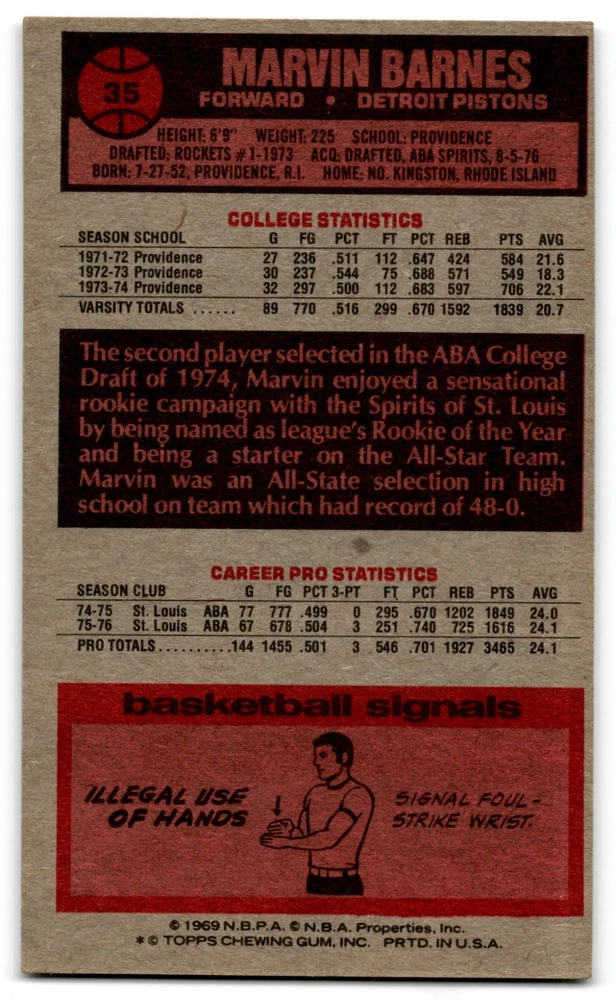 35
MARVIN BARNES
FORWARD • DETROIT PISTONS
HEIGHT: 6'9" WEIGHT: 225 SCHOOL: PROVIDENCE
DRAFTED: ROCKETS #1-1973 ACQ: DRAFTED, ABA SPIRITS, 8-5-76
BORN: 7-27-52, PROVIDENCE, R.I. HOME: NO. KINGSTON, RHODE ISLAND
COLLEGE STATISTICS
SEASON SCHOOL G FG PCT FT PCT REB PTS AVG
1971-72 Providence 27 236 .511 112 .647 424 584 21.6
1972-73 Providence 30 237 .544 75 .688 571 549 18.3
1973-74 Providence 32 297 .500 112 .683 597 706 22.1
VARSITY TOTALS ...... 89 770 .516 299 .670 1592 1839 20.7
The second player selected in the ABA College
Draft of 1974, Marvin enjoyed a sensational
rookie campaign with the Spirits of St. Louis
by being named as league's Rookie of the Year
and being a starter on the All-Star Team.
Marvin was an All-State selection in high
school on team which had record of 48-0.
CAREER PRO STATISTICS
SEASON CLUB G FG PCT 3-PT FT PCT REB PTS AVG
74-75 St. Louis ABA 77 777 .499 0 295 .670 1202 1849 24.0
75-76 St. Louis ABA 67 678 .504 3 251 .740 725 1616 24.1
PRO TOTALS..........144 1455 .501 3 546 .701 1927 3465 24.1
basketball signals
ILLEGAL USE
OF HANDS
SIGNAL FOUL-
STRIKE WRIST.
© 1969 N.B.P.A. © N.B.A. Properties, Inc.
* © TOPPS CHEWING GUM, INC. PRTD. IN U.S.A.